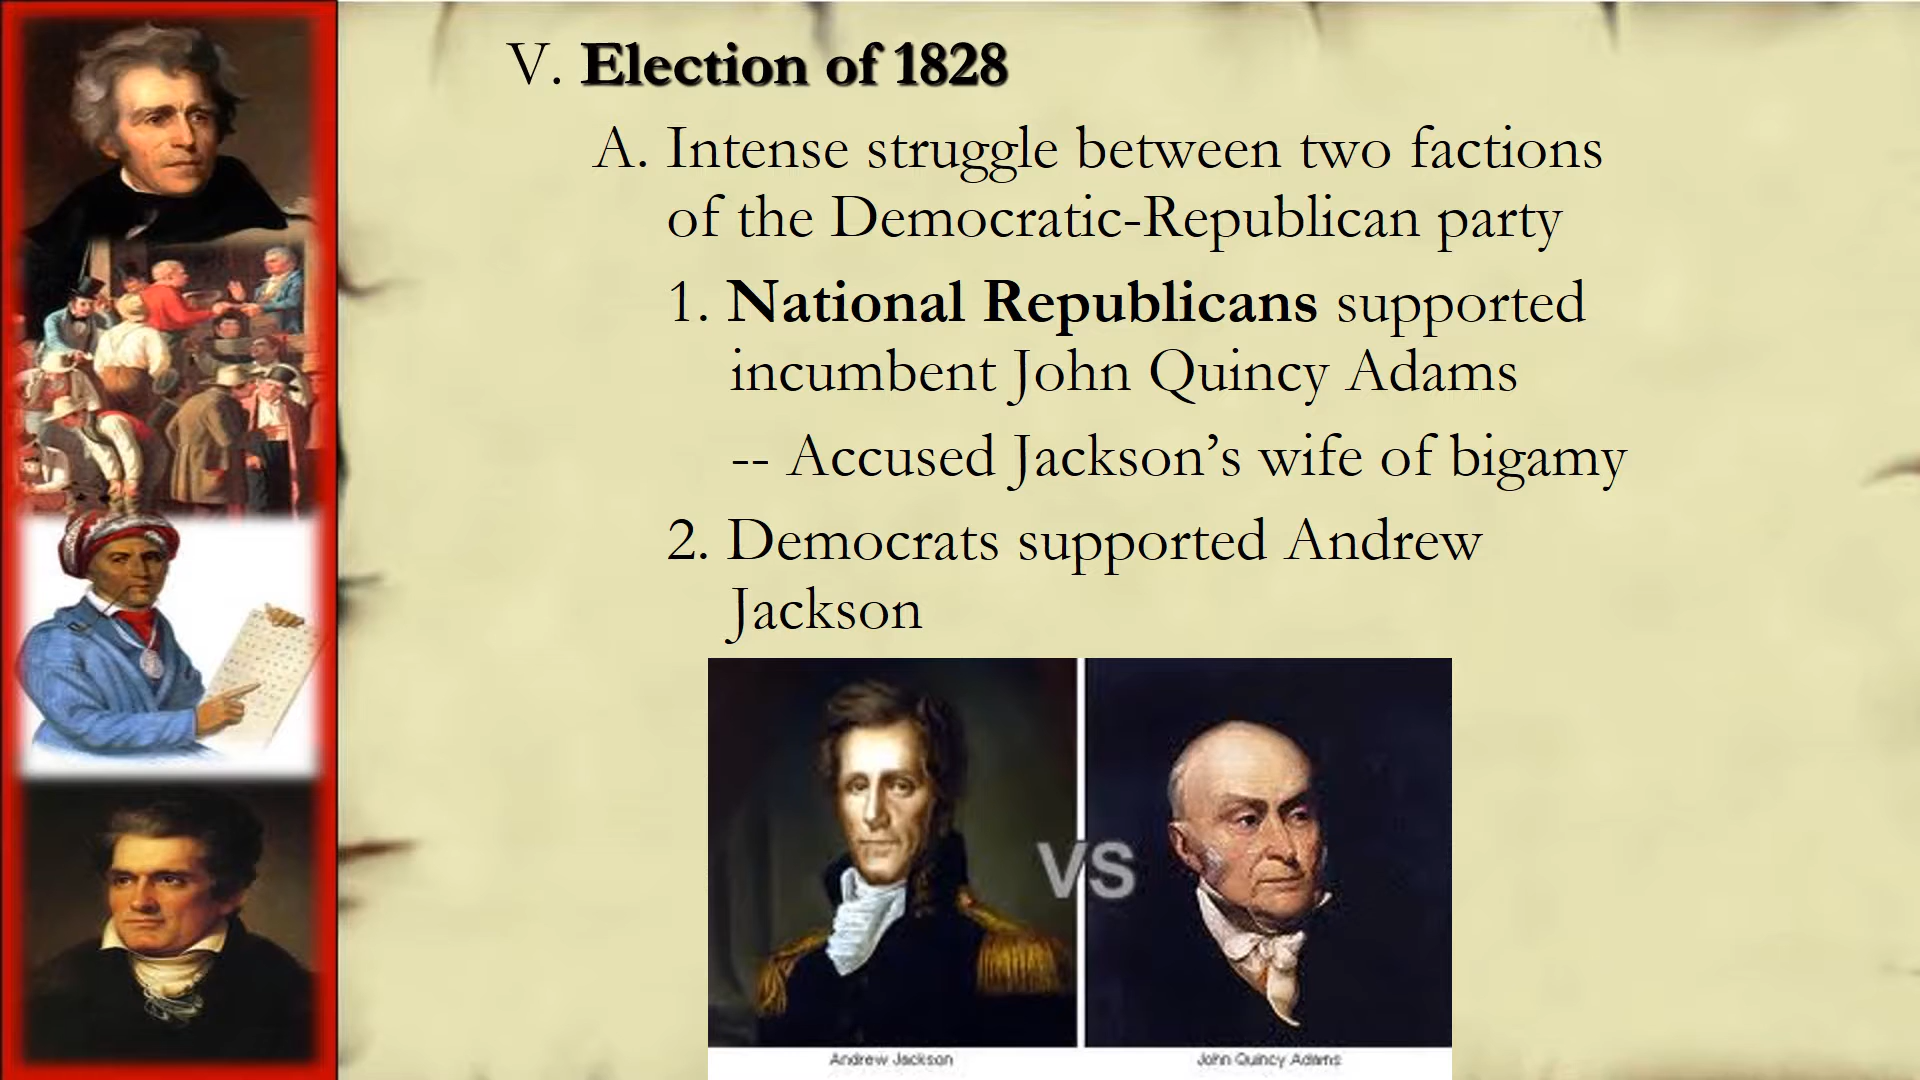 V. Election of 1828
A. Intense struggle between two factions
of the Democratic-Republican party
1. National Republicans supported
incumbent John Quincy Adams
-- Accused Jackson’s wife of bigamy
2. Democrats supported Andrew
Jackson
VS
Andrew Jackson
John Quincy Adams